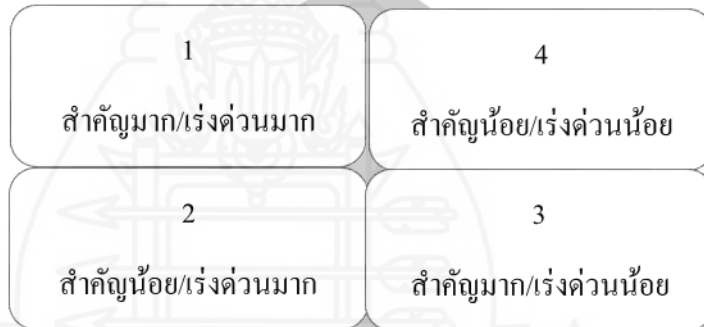 1
สำคัญมาก/เร่งด่วนมาก
4
สำคัญน้อย/เร่งด่วนน้อย
2
สำคัญน้อย/เร่งด่วนมาก
3
สำคัญมาก/เร่งด่วนน้อย